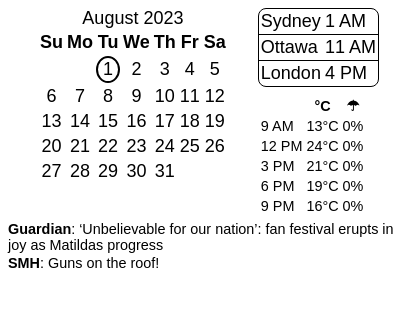 August 2023
Su Mo Tu We Th Fr Sa
1 2 3 4 5
6 7 8 9 10 11 12
13 14 15 16 17 18 19
20 21 22 23 24 25 26
27 28 29 30 31
Sydney 1 AM
Ottawa 11 AM
London 4 PM
°C ☂
9 AM 13°C 0%
12 PM 24°C 0%
3 PM 21°C 0%
6 PM 19°C 0%
9 PM 16°C 0%
Guardian: ‘Unbelievable for our nation’: fan festival erupts in
joy as Matildas progress
SMH: Guns on the roof!